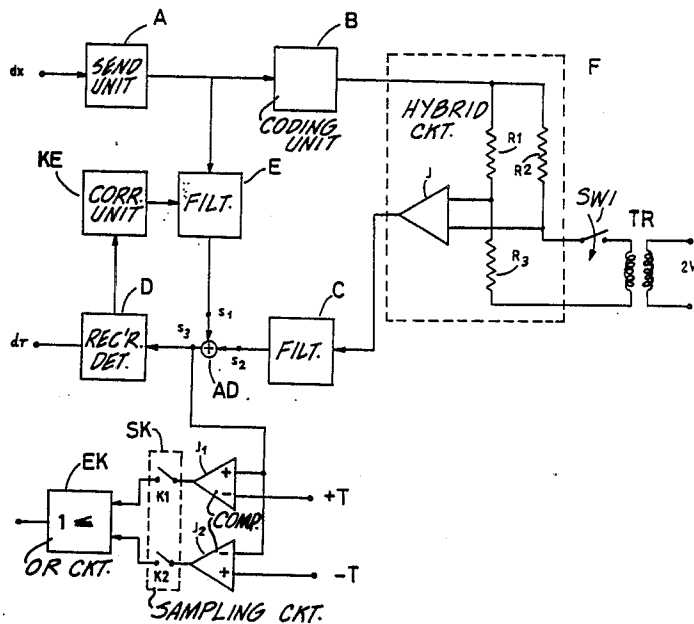 A
B
dx
SEND
UNIT
CODING
UNIT
F
HYBRID
CKT.
R1
R2
J
SW1
TR
2W
R3
KE
CORR.
UNIT
E
FILT.
D
REC'R.
DET.
dr
S1
S3
S2
AD
C
FILT.
SK
EK
1 ≤
OR CKT.
K1
K2
J1
J2
+
-
COMP.
-
+
+T
-T
SAMPLING CKT.